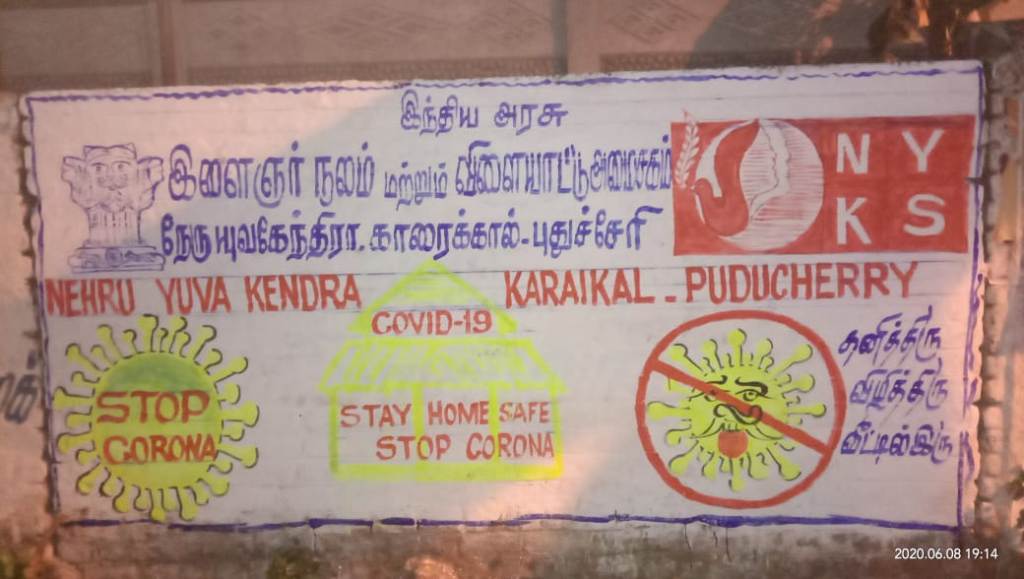 இந்திய அரசு
இளைஞர் நலம் மற்றும் விளையாட்டு அமைச்சகம்
நேரு யுவகேந்திரா. காரைக்கால் - புதுச்சேரி
N Y
K S
NEHRU YUVA KENDRA KARAIKAL - PUDUCHERRY
COVID-19
STOP
CORONA
STAY HOME SAFE
STOP CORONA
தனித்திரு
விழித்திரு
வீட்டில்இரு
2020.06.08 19:14